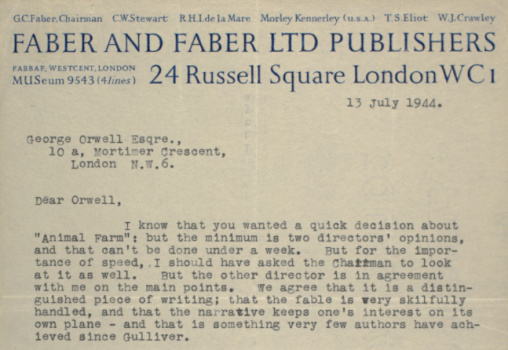 G.C.Faber, Chairman C.W.Stewart R.H.I.de la Mare Morley Kennerley (U.S.A.) T.S.Eliot W.J.Crawley
FABER AND FABER LTD PUBLISHERS
FABBAF, WESTCENT, LONDON
MUSeum 9543 (4 lines) 24 Russell Square London WC1
13 July 1944.
George Orwell Esqre.,
10 a, Mortimer Crescent,
London N.W.6.
Dear Orwell,
I know that you wanted a quick decision about
"Animal Farm"; but the minimum is two directors' opinions,
and that can't be done under a week. But for the impor-
tance of speed, I should have asked the Chairman to look
at it as well. But the other director is in agreement
with me on the main points. We agree that it is a distin-
guished piece of writing; that the fable is very skilfully
handled, and that the narrative keeps one's interest on its
own plane - and that is something very few authors have ach-
ieved since Gulliver.